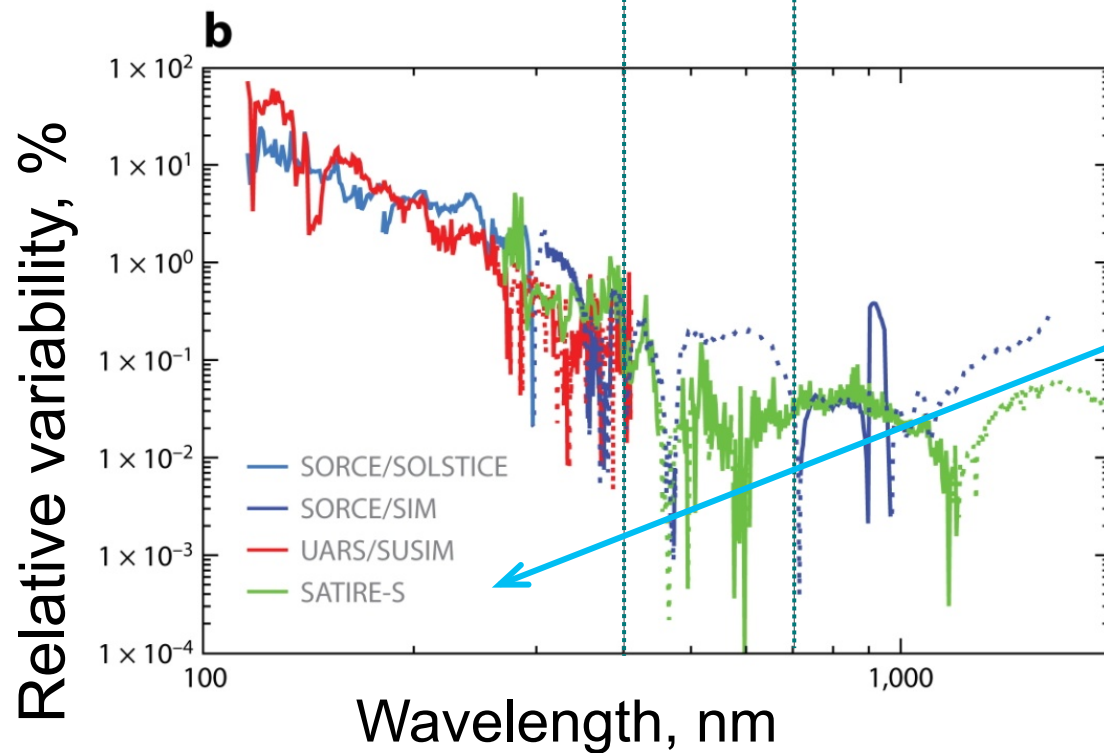 b
Relative variability, %
1 × 10²
1 × 10¹
1 × 10⁰
1 × 10⁻¹
1 × 10⁻²
1 × 10⁻³
1 × 10⁻⁴
SORCE/SOLSTICE
SORCE/SIM
UARS/SUSIM
SATIRE-S
100
1,000
Wavelength, nm